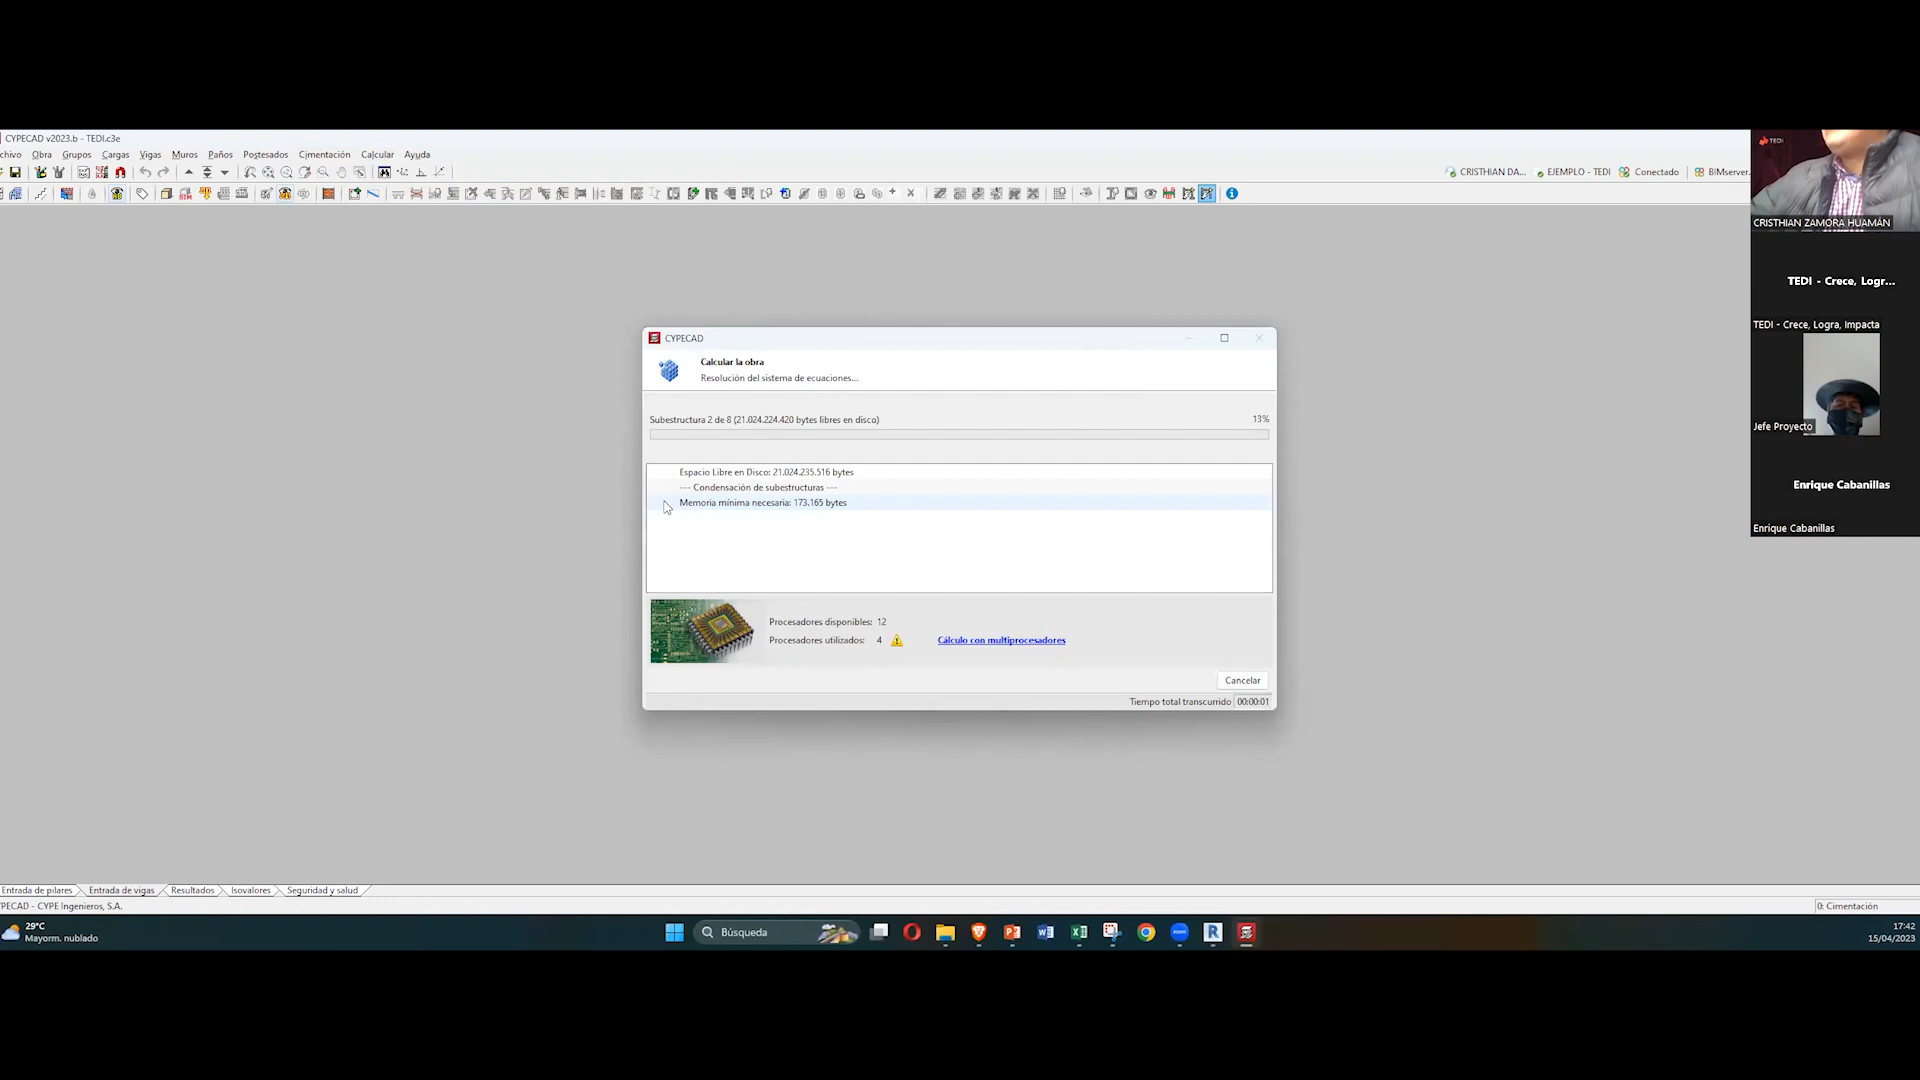 CYPECAD v2023.b - TEDI.c3e
chivo Obra Grupos Cargas Vigas Muros Paños Postesados Cimentación Calcular Ayuda
CRISTHIAN DA... EJEMPLO - TEDI Conectado BIMserver.
TEDI
CRISTHIAN ZAMORA HUAMÁN
TEDI - Crece, Logr...
TEDI - Crece, Logra, Impacta
Jefe Proyecto
Enrique Cabanillas
Enrique Cabanillas
CYPECAD
Calcular la obra
Resolución del sistema de ecuaciones...
Subestructura 2 de 8 (21.024.224.420 bytes libres en disco) 13%
Espacio Libre en Disco: 21.024.235.516 bytes
--- Condensación de subestructuras ---
Memoria mínima necesaria: 173.165 bytes
Procesadores disponibles: 12
Procesadores utilizados: 4 Cálculo con multiprocesadores
Cancelar
Tiempo total transcurrido 00:00:01
Entrada de pilares Entrada de vigas Resultados Isovalores Seguridad y salud
PECAD - CYPE Ingenieros, S.A. 0: Cimentación
29°C
Mayorm. nublado
Búsqueda
17:42
15/04/2023